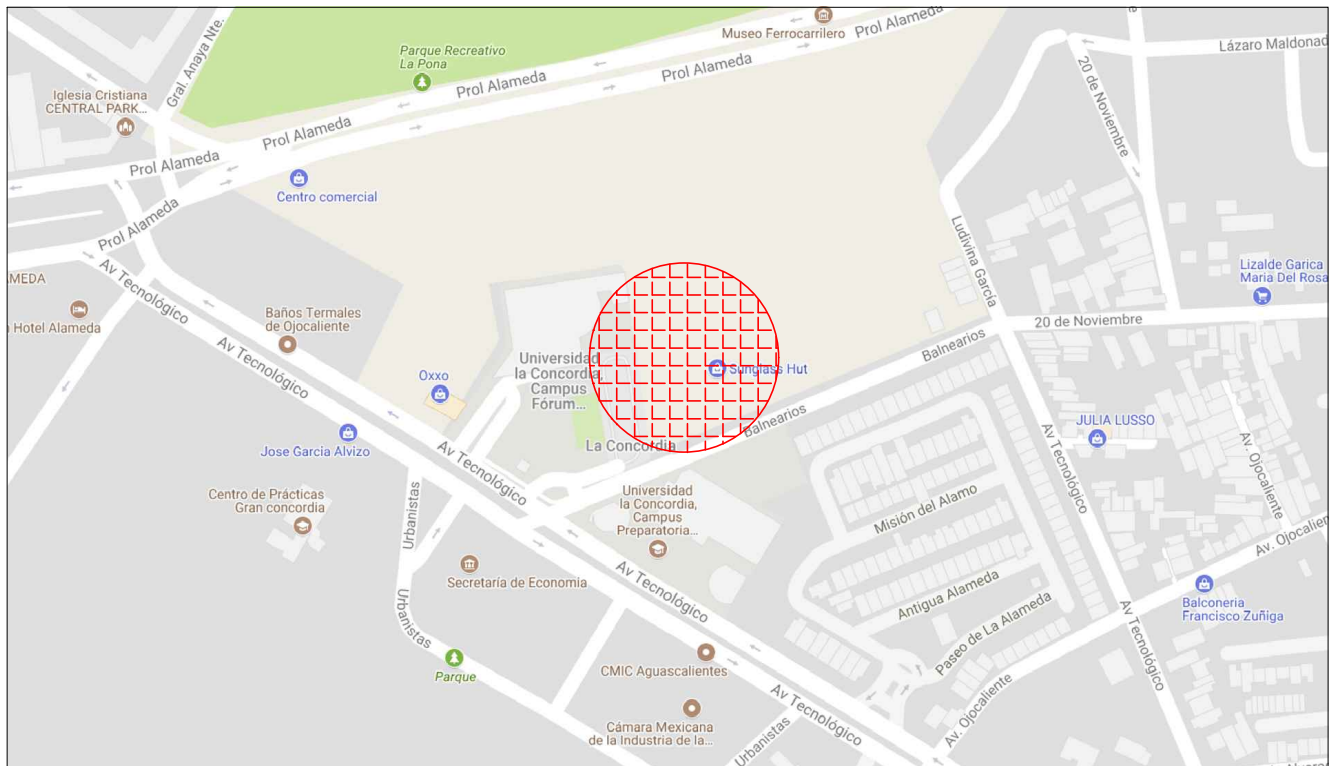 Gral. Anaya Nte.
Parque Recreativo
La Pona
Museo Ferrocarrilero
Prol Alameda
Prol Alameda
Prol Alameda
Prol Alameda
Prol Alameda
Prol Alameda
Lázaro Maldonad
20 de Noviembre
Iglesia Cristiana
CENTRAL PARK...
Centro comercial
Ludivina García
AMEDA
Hotel Alameda
Av Tecnológico
Baños Termales
de Ojocaliente
Av Tecnológico
Lizalde Garica
Maria Del Rosa
20 de Noviembre
Balnearios
Universidad
la Concordia,
Campus
Fórum...
Sunglass Hut
Oxxo
Balnearios
La Concordia
Jose Garcia Alvizo
Av Tecnológico
JULIA LUSSO
Av. Ojocaliente
Av Tecnológico
Centro de Prácticas
Gran concordia
Universidad
la Concordia,
Campus
Preparatoria...
Misión del Alamo
Urbanistas
Av. Ojocalien
Secretaría de Economia
Av Tecnológico
Antigua Alameda
Balconeria
Francisco Zuñiga
Urbanistas
Paseo de La Alameda
Av Tecnológico
Parque
CMIC Aguascalientes
Av Tecnológico
Av. Ojocaliente
Cámara Mexicana
de la Industria de la...
Urbanistas